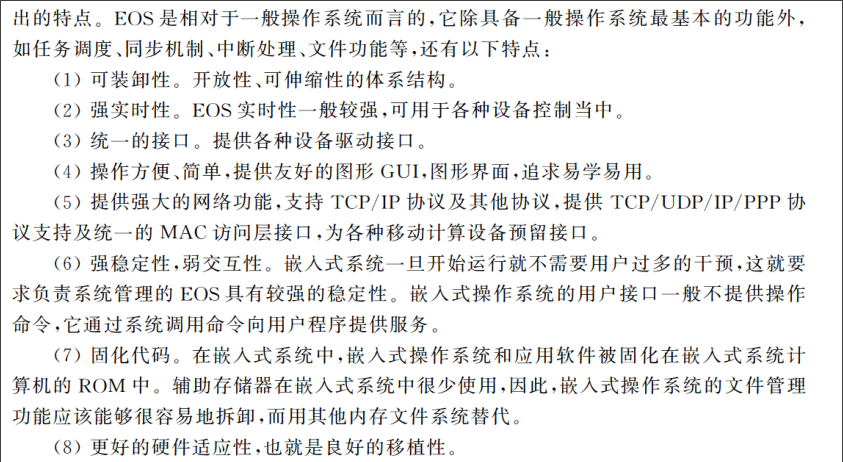 出的特点。EOS 是相对于一般操作系统而言的,它除具备一般操作系统最基本的功能外,
如任务调度、同步机制、中断处理、文件功能等,还有以下特点:
(1) 可装卸性。开放性、可伸缩性的体系结构。
(2) 强实时性。EOS 实时性一般较强,可用于各种设备控制当中。
(3) 统一的接口。提供各种设备驱动接口。
(4) 操作方便、简单,提供友好的图形 GUI,图形界面,追求易学易用。
(5) 提供强大的网络功能,支持 TCP/IP 协议及其他协议,提供 TCP/UDP/IP/PPP 协
议支持及统一的 MAC 访问层接口,为各种移动计算设备预留接口。
(6) 强稳定性,弱交互性。嵌入式系统一旦开始运行就不需要用户过多的干预,这就要
求负责系统管理的 EOS 具有较强的稳定性。嵌入式操作系统的用户接口一般不提供操作
命令,它通过系统调用命令向用户程序提供服务。
(7) 固化代码。在嵌入式系统中,嵌入式操作系统和应用软件被固化在嵌入式系统计
算机的 ROM 中。辅助存储器在嵌入式系统中很少使用,因此,嵌入式操作系统的文件管理
功能应该能够很容易地拆卸,而用其他内存文件系统替代。
(8) 更好的硬件适应性,也就是良好的移植性。